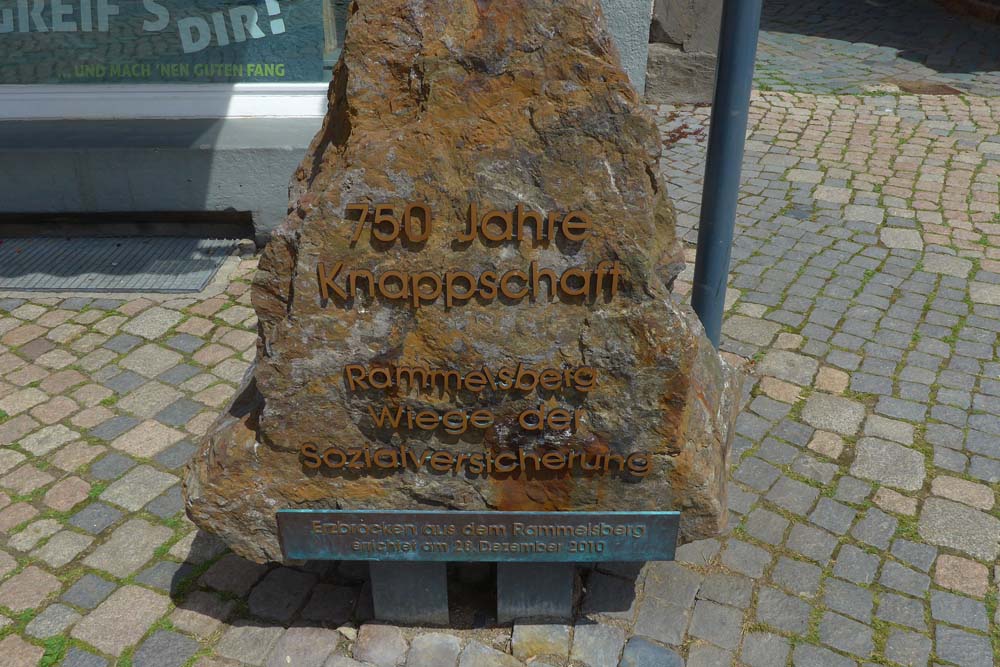 GREIF'S
DIR!
...UND MACH 'NEN GUTEN FANG
750 Jahre
Knappschaft
Rammelsberg
Wiege der
Sozialversicherung
Erzbrocken aus dem Rammelsberg
errichtet am 28.Dezember 2010